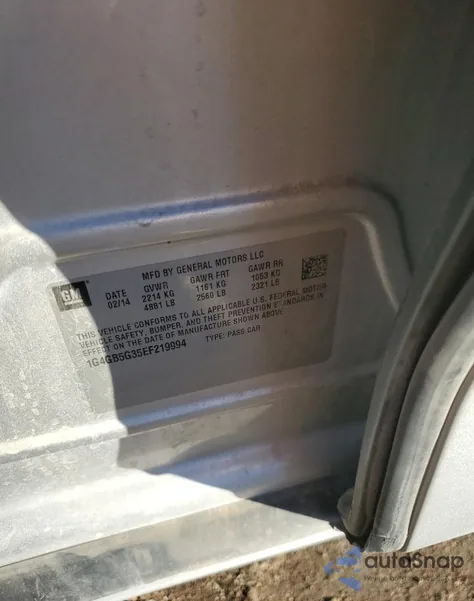 GM
MFD BY GENERAL MOTORS LLC
DATE GVWR GAWR FRT GAWR RR
02/14 2214 KG 1161 KG 1053 KG
4881 LB 2560 LB 2321 LB
THIS VEHICLE CONFORMS TO ALL APPLICABLE U.S. FEDERAL MOTOR
VEHICLE SAFETY, BUMPER, AND THEFT PREVENTION STANDARDS IN
EFFECT ON THE DATE OF MANUFACTURE SHOWN ABOVE.
1G4GB5G35EF219994 TYPE: PASS CAR
autoSnap